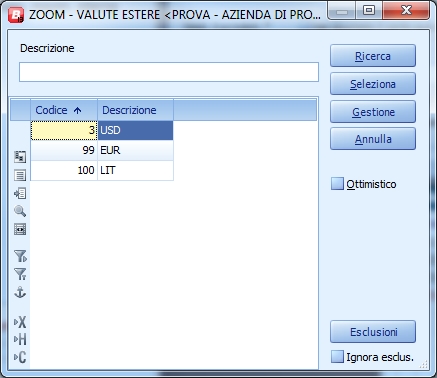 ZOOM - VALUTE ESTERE <PROVA - AZIENDA DI PRO...
Descrizione
Ricerca
Seleziona
Gestione
Annulla
Ottimistico
Codice Descrizione
3 USD
99 EUR
100 LIT
X
H
C
Esclusioni
Ignora esclus.